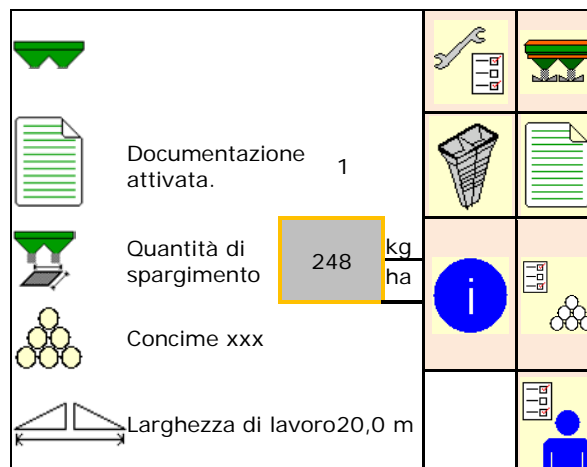 Documentazione
attivata.
1
Quantità di
spargimento
248
kg
ha
i
Concime xxx
Larghezza di lavoro20,0 m